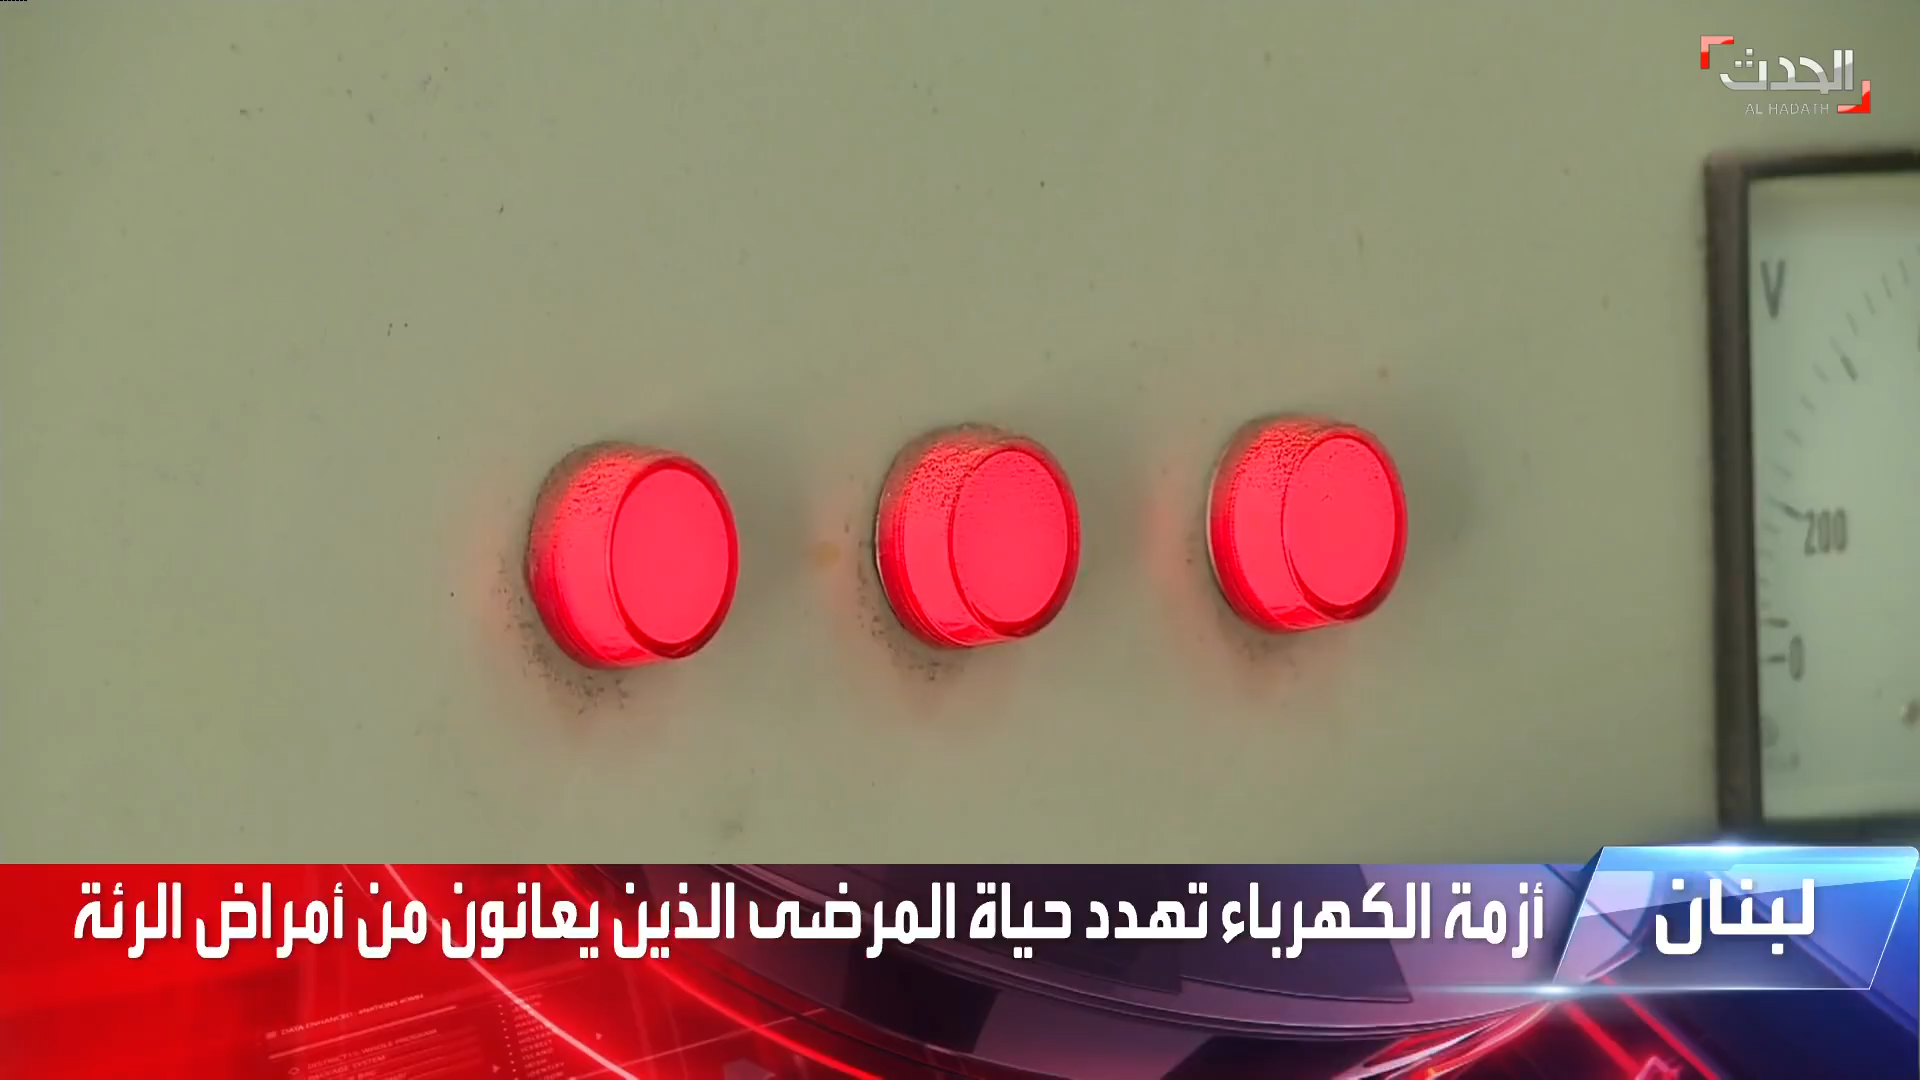 الحدث
AL HADATH
V
200
0
لبنان
أزمة الكهرباء تهدد حياة المرضى الذين يعانون من أمراض الرئة